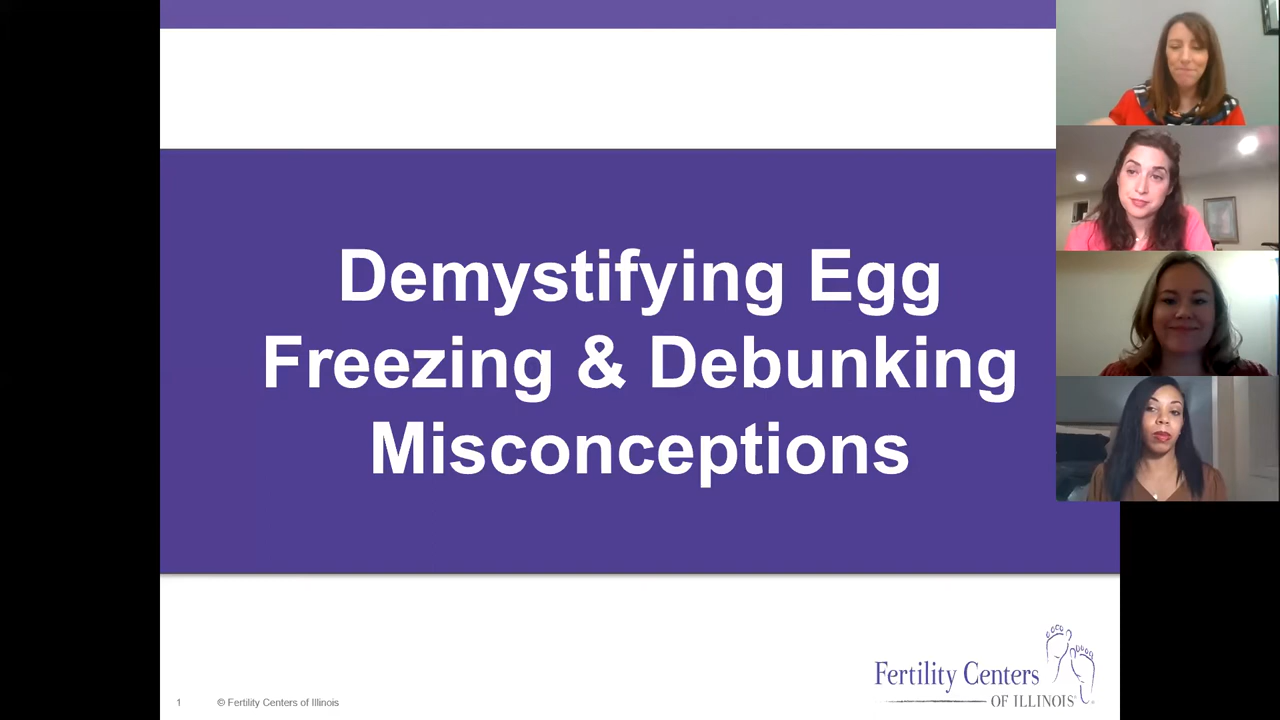 Demystifying Egg
Freezing & Debunking
Misconceptions
Fertility Centers
OF ILLINOIS®
1
© Fertility Centers of Illinois